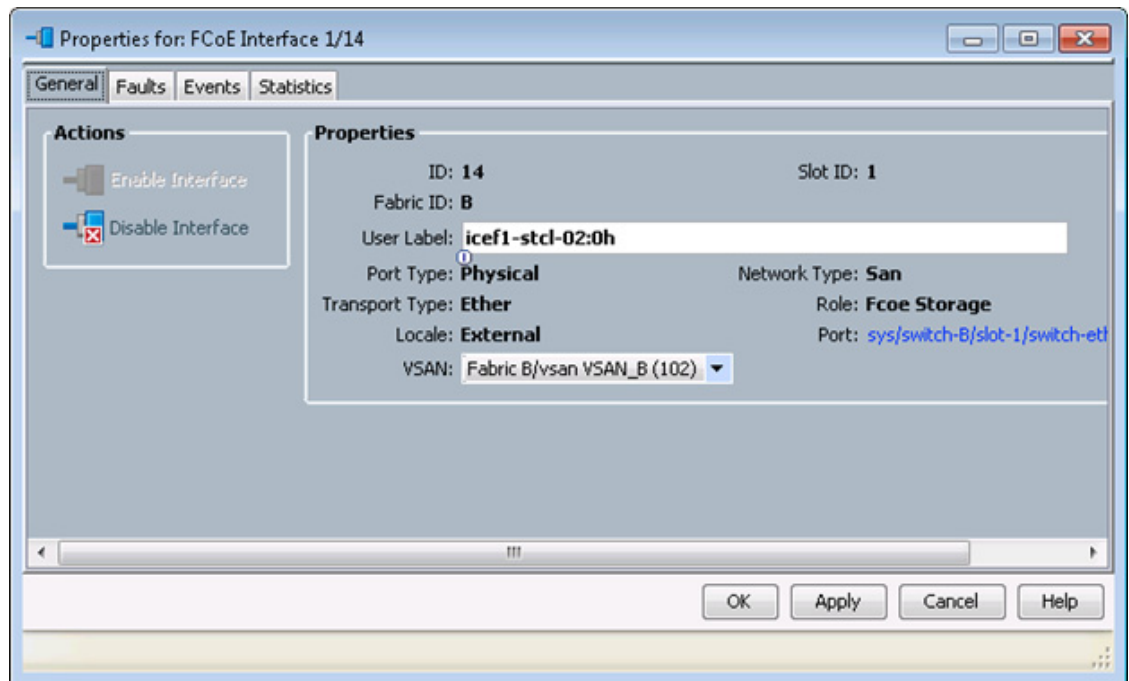 Properties for: FCoE Interface 1/14
General Faults Events Statistics
Actions
Enable Interface
Disable Interface
Properties
ID: 14 Slot ID: 1
Fabric ID: B
User Label: icef1-stcl-02:0h
Port Type: Physical Network Type: San
Transport Type: Ether Role: Fcoe Storage
Locale: External Port: sys/switch-B/slot-1/switch-eth
VSAN: Fabric B/vsan VSAN_B (102)
OK Apply Cancel Help